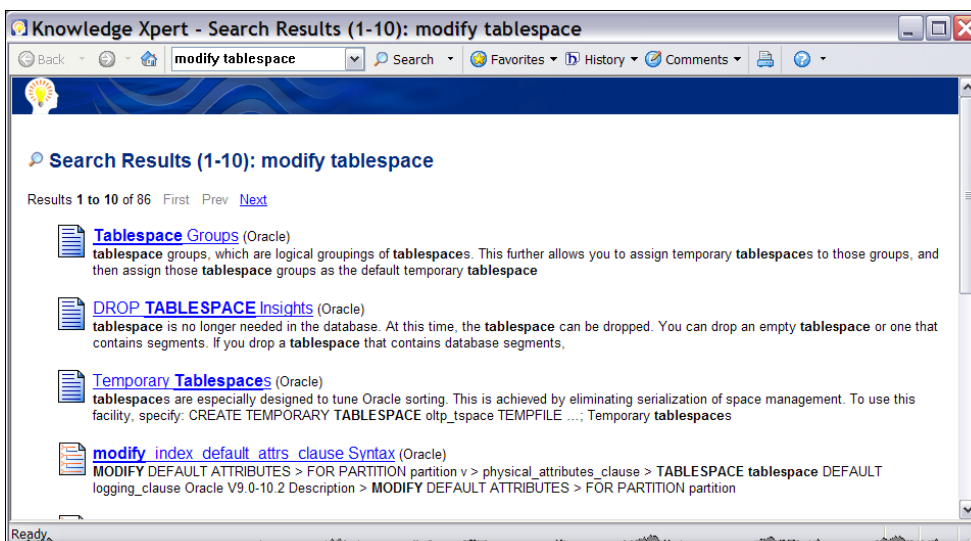 Knowledge Xpert - Search Results (1-10): modify tablespace
Back modify tablespace Search Favorites History Comments
Search Results (1-10): modify tablespace
Results 1 to 10 of 86 First Prev Next
Tablespace Groups (Oracle)
tablespace groups, which are logical groupings of tablespaces. This further allows you to assign temporary tablespaces to those groups, and
then assign those tablespace groups as the default temporary tablespace
DROP TABLESPACE Insights (Oracle)
tablespace is no longer needed in the database. At this time, the tablespace can be dropped. You can drop an empty tablespace or one that
contains segments. If you drop a tablespace that contains database segments,
Temporary Tablespaces (Oracle)
tablespaces are especially designed to tune Oracle sorting. This is achieved by eliminating serialization of space management. To use this
facility, specify: CREATE TEMPORARY TABLESPACE oltp_tspace TEMPFILE ...; Temporary tablespaces
modify_index_default_attrs_clause Syntax (Oracle)
MODIFY DEFAULT ATTRIBUTES > FOR PARTITION partition v > physical_attributes_clause > TABLESPACE tablespace DEFAULT
logging_clause Oracle V9.0-10.2 Description > MODIFY DEFAULT ATTRIBUTES > FOR PARTITION partition
Ready